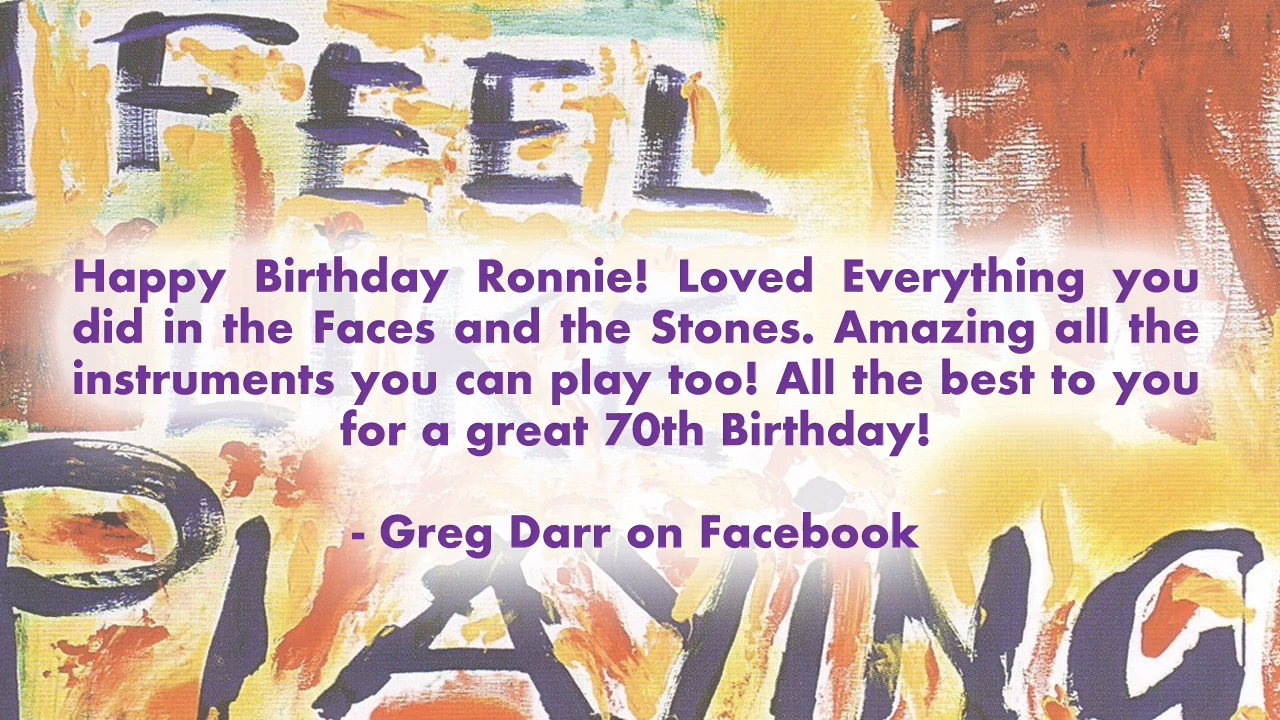 I FEEL
LIKE
Happy Birthday Ronnie! Loved Everything you
did in the Faces and the Stones. Amazing all the
instruments you can play too! All the best to you
for a great 70th Birthday!
- Greg Darr on Facebook
PLAYING